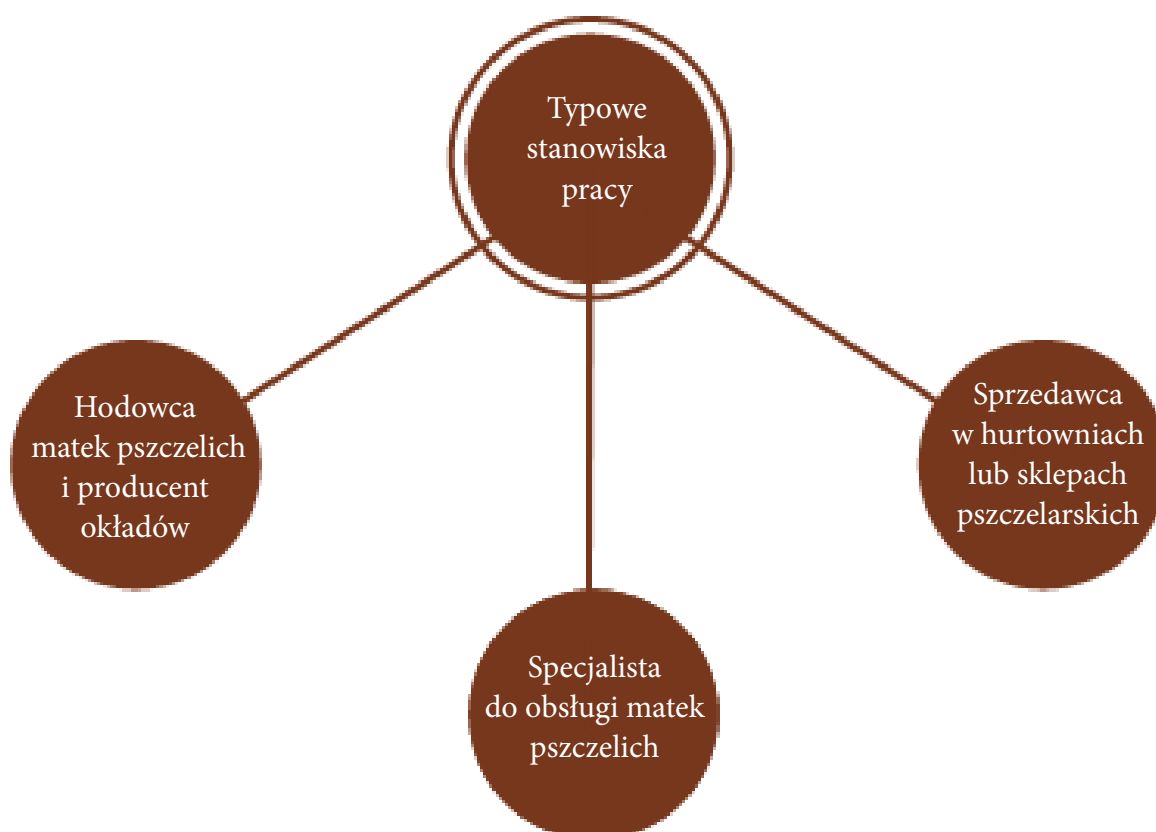 Typowe
stanowiska
pracy
Hodowca
matek pszczelich
i producent
okładów
Specjalista
do obsługi matek
pszczelich
Sprzedawca
w hurtowniach
lub sklepach
pszczelarskich